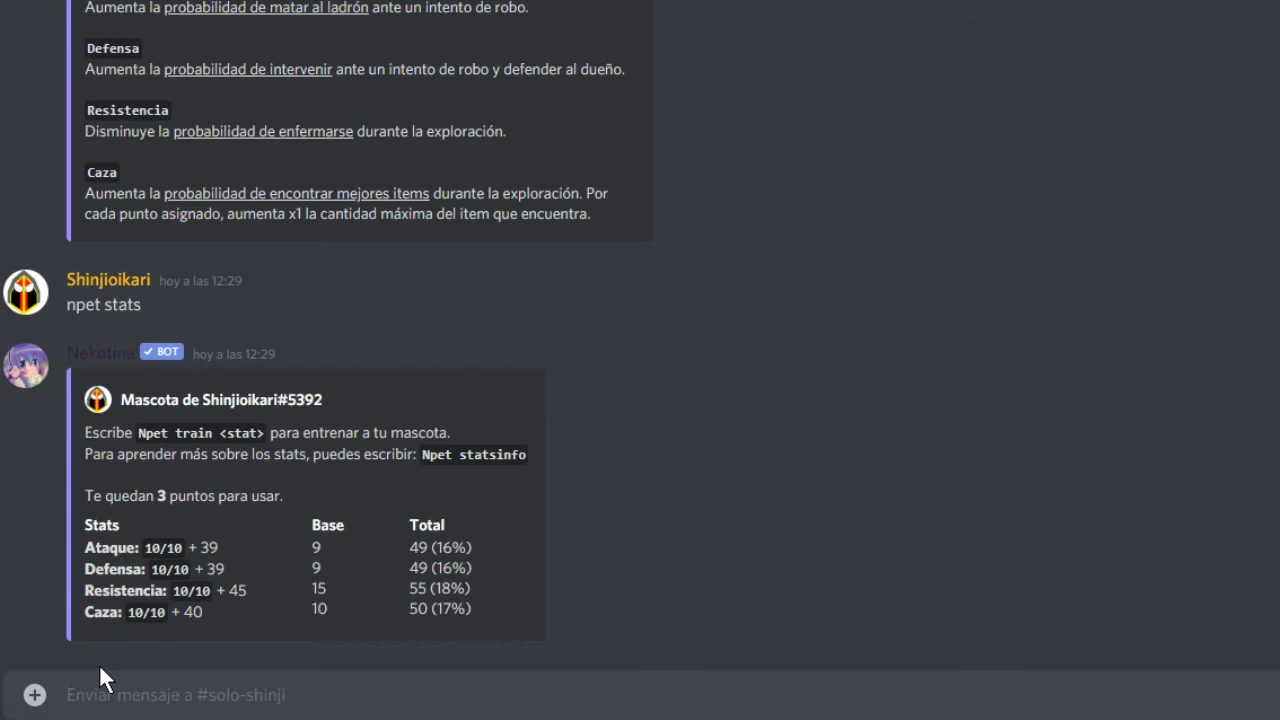 Aumenta la probabilidad de matar al ladrón ante un intento de robo.
Defensa
Aumenta la probabilidad de intervenir ante un intento de robo y defender al dueño.
Resistencia
Disminuye la probabilidad de enfermarse durante la exploración.
Caza
Aumenta la probabilidad de encontrar mejores items durante la exploración. Por
cada punto asignado, aumenta x1 la cantidad máxima del item que encuentra.
Shinjioikari hoy a las 12:29
npet stats
Nekotina BOT hoy a las 12:29
Mascota de Shinjioikari#5392
Escribe Npet train <stat> para entrenar a tu mascota.
Para aprender más sobre los stats, puedes escribir: Npet statsinfo
Te quedan 3 puntos para usar.
Stats Base Total
Ataque: 10/10 + 39 9 49 (16%)
Defensa: 10/10 + 39 9 49 (16%)
Resistencia: 10/10 + 45 15 55 (18%)
Caza: 10/10 + 40 10 50 (17%)
Enviar mensaje a #solo-shinji